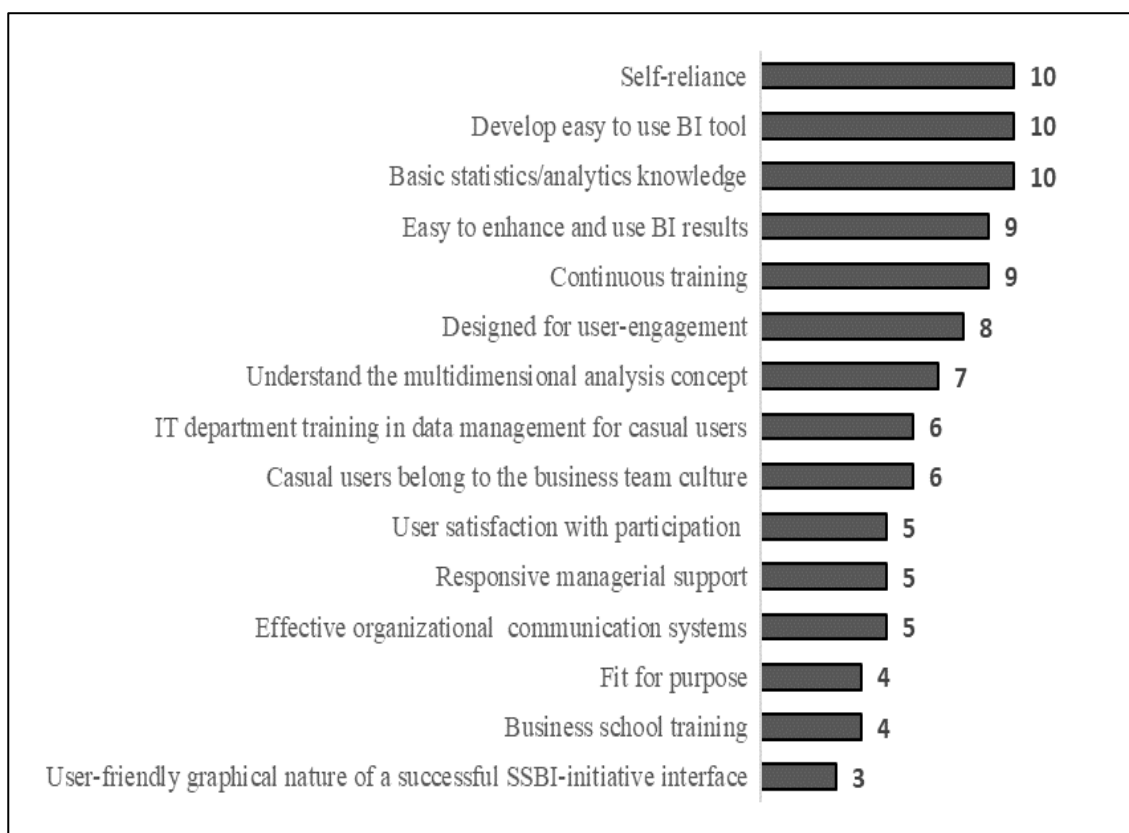 Self-reliance 10
Develop easy to use BI tool 10
Basic statistics/analytics knowledge 10
Easy to enhance and use BI results 9
Continuous training 9
Designed for user-engagement 8
Understand the multidimensional analysis concept 7
IT department training in data management for casual users 6
Casual users belong to the business team culture 6
User satisfaction with participation 5
Responsive managerial support 5
Effective organizational communication systems 5
Fit for purpose 4
Business school training 4
User-friendly graphical nature of a successful SSBI-initiative interface 3